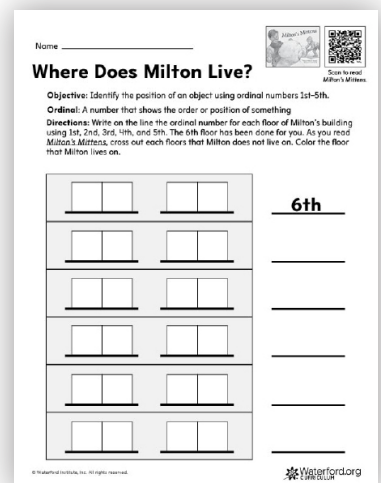 Name
Milton's Mittens
Scan to read
Milton's Mittens.
Where Does Milton Live?
Objective: Identify the position of an object using ordinal numbers 1st–5th.
Ordinal: A number that shows the order or position of something
Directions: Write on the line the ordinal number for each floor of Milton's building
using 1st, 2nd, 3rd, 4th, and 5th. The 6th floor has been done for you. As you read
Milton's Mittens, cross out each floors that Milton does not live on. Color the floor
that Milton lives on.
6th
© Waterford Institute, Inc. All rights reserved.
Waterford.org
CURRICULUM